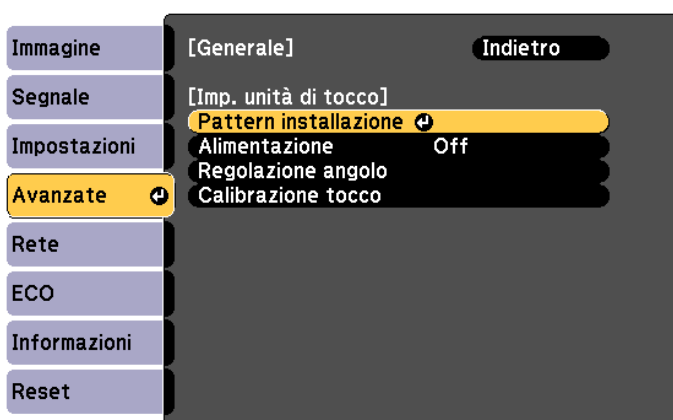 Immagine
Segnale
Impostazioni
Avanzate
Rete
ECO
Informazioni
Reset
[Generale] Indietro
[Imp. unità di tocco]
Pattern installazione
Alimentazione Off
Regolazione angolo
Calibrazione tocco